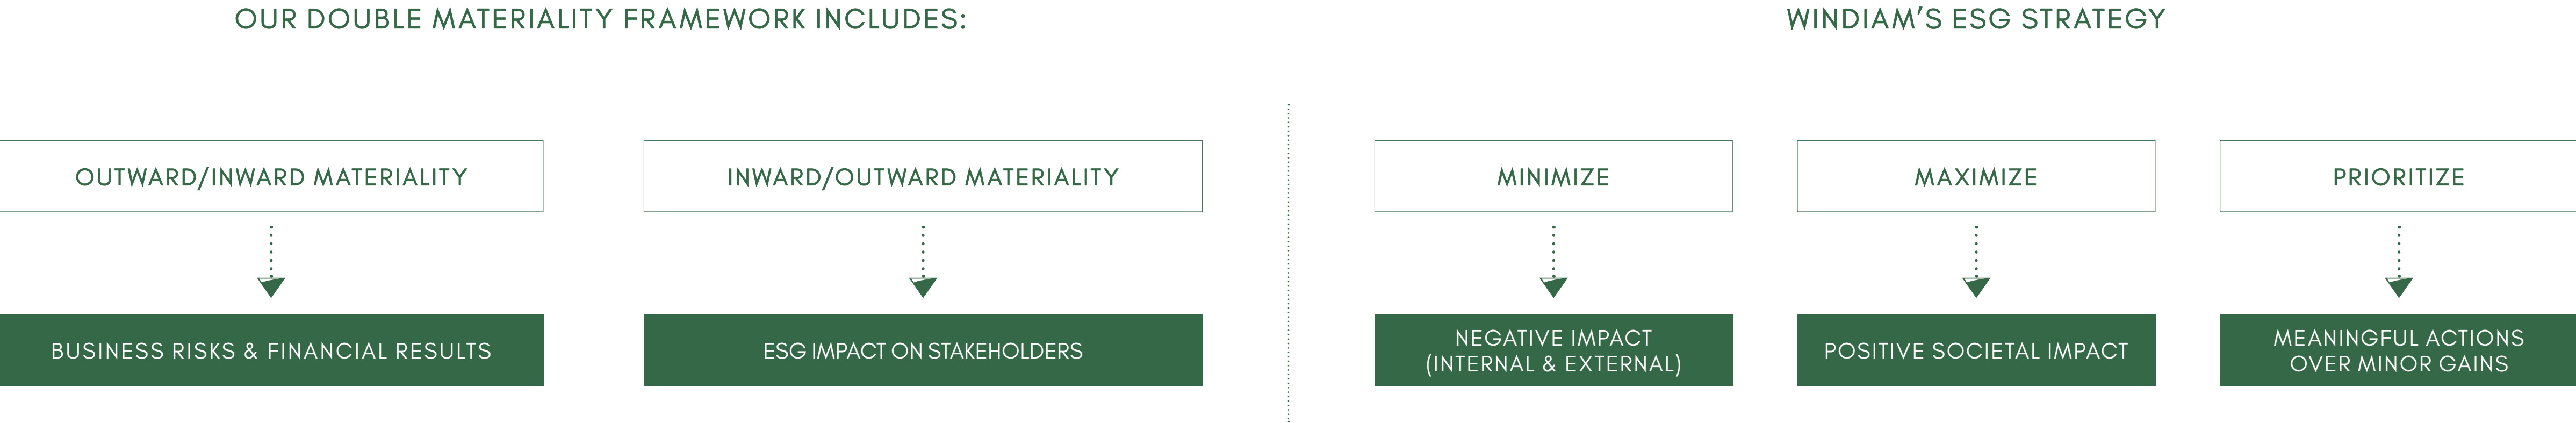 OUR DOUBLE MATERIALITY FRAMEWORK INCLUDES:
OUTWARD/INWARD MATERIALITY
BUSINESS RISKS & FINANCIAL RESULTS
INWARD/OUTWARD MATERIALITY
ESG IMPACT ON STAKEHOLDERS
WINDIAM’S ESG STRATEGY
MINIMIZE
NEGATIVE IMPACT
(INTERNAL & EXTERNAL)
MAXIMIZE
POSITIVE SOCIETAL IMPACT
PRIORITIZE
MEANINGFUL ACTIONS
OVER MINOR GAINS